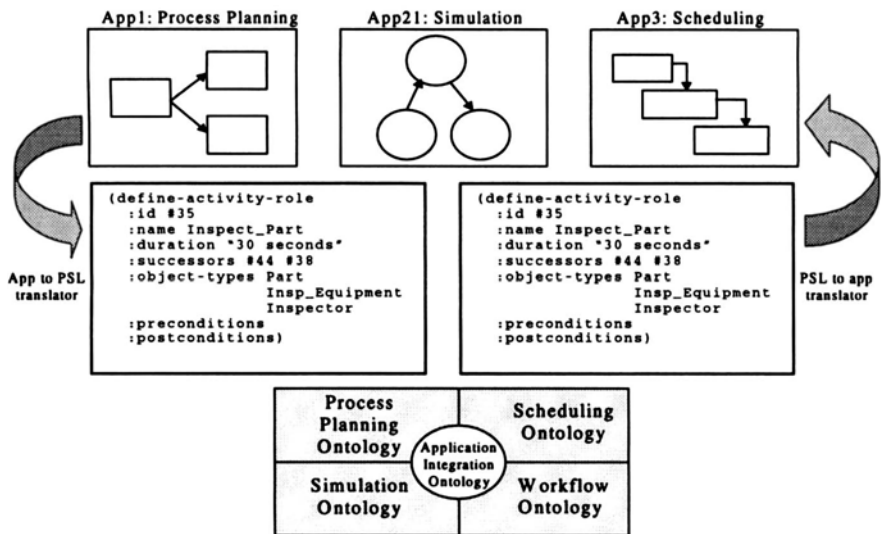 App1: Process Planning
App21: Simulation
App3: Scheduling
(define-activity-role
:id #35
:name Inspect_Part
:duration "30 seconds"
:successors #44 #38
:object-types Part
Insp_Equipment
Inspector
:preconditions
:postconditions)
(define-activity-role
:id #35
:name Inspect_Part
:duration "30 seconds"
:successors #44 #38
:object-types Part
Insp_Equipment
Inspector
:preconditions
:postconditions)
App to PSL
translator
PSL to app
translator
Process
Planning
Ontology
Scheduling
Ontology
Application
Integration
Ontology
Simulation
Ontology
Workflow
Ontology